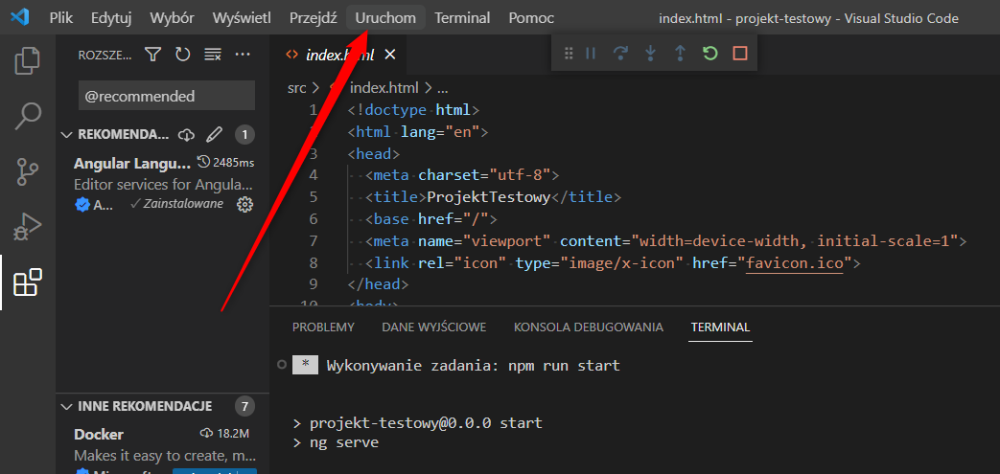 Plik Edytuj Wybór Wyświetl Przejdź Uruchom Terminal Pomoc index.html - projekt-testowy - Visual Studio Code
ROZSZE...
@recommended
REKOMENDA... 1
Angular Langu... 2485ms
Editor services for Angula...
A... ✓ Zainstalowane
INNE REKOMENDACJE 7
Docker 18.2M
Makes it easy to create, m...
<> index.html ×
src > index.html > ...
1 <!doctype html>
2 <html lang="en">
3 <head>
4 <meta charset="utf-8">
5 <title>ProjektTestowy</title>
6 <base href="/">
7 <meta name="viewport" content="width=device-width, initial-scale=1">
8 <link rel="icon" type="image/x-icon" href="favicon.ico">
9 </head>
10 <body>
PROBLEMY DANE WYJŚCIOWE KONSOLA DEBUGOWANIA TERMINAL
* Wykonywanie zadania: npm run start
> projekt-testowy@0.0.0 start
> ng serve